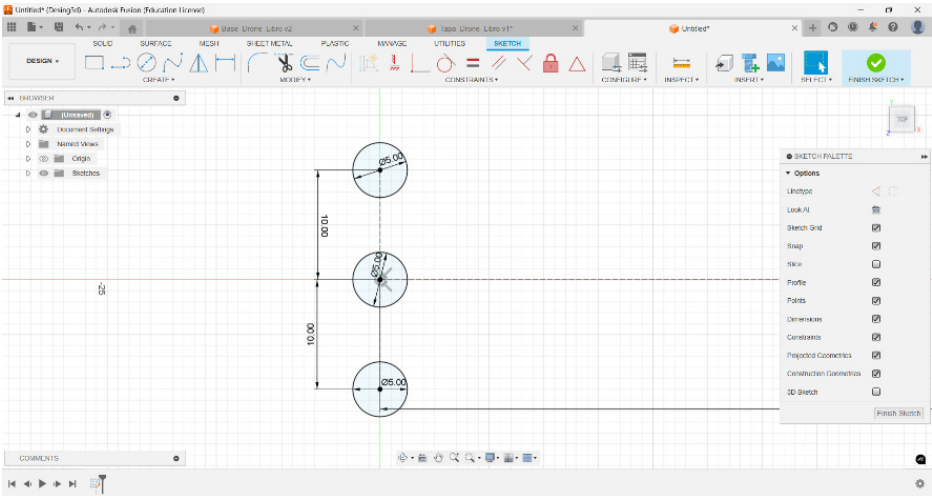 Untitled* (Desing3d) - Autodesk Fusion (Education License)
Base Drone Libro v2
Tapa Drone Libro v1*
Untitled*
SOLID SURFACE MESH SHEET METAL PLASTIC MANAGE UTILITIES SKETCH
DESIGN
CREATE MODIFY CONSTRAINTS CONFIGURE INSPECT INSERT SELECT FINISH SKETCH
BROWSER
(Unsaved)
Document Settings
Named Views
Origin
Sketches
TOP
Y
Z
X
Ø5.00
10.00
Ø5.00
-25
10.00
Ø5.00
SKETCH PALETTE
Options
Linetype
Look At
Sketch Grid
Snap
Slice
Profile
Points
Dimensions
Constraints
Projected Geometries
Construction Geometries
3D Sketch
Finish Sketch
COMMENTS